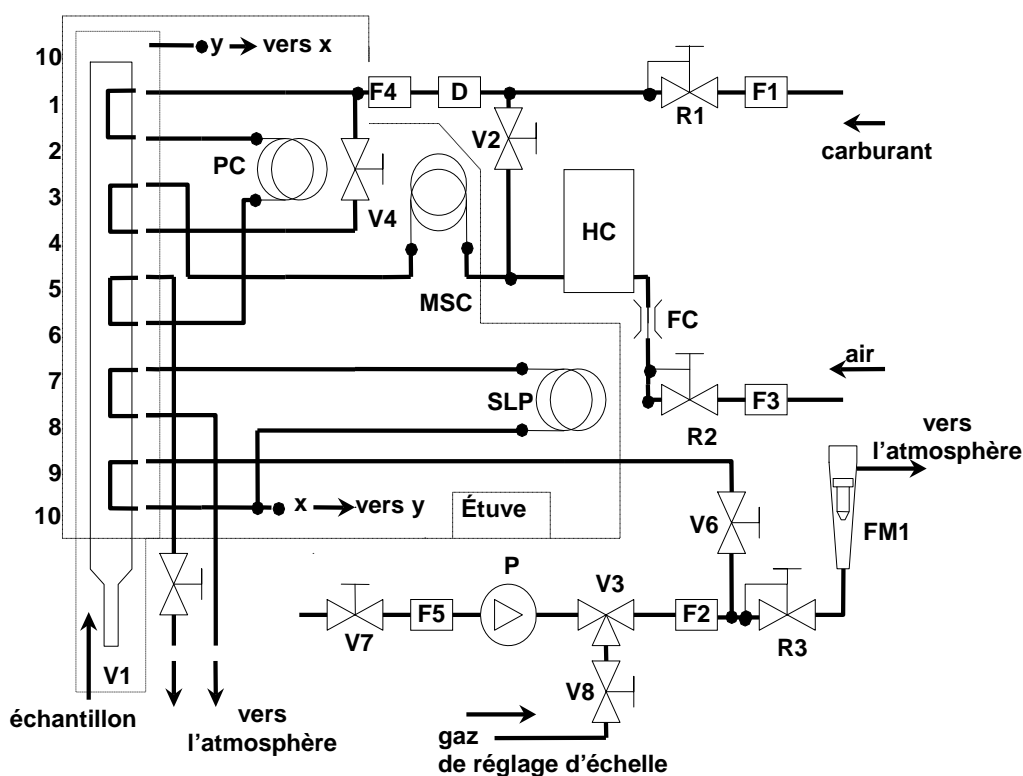 10
y
vers x
F4
D
F1
R1
1
V2
carburant
2
PC
3
V4
HC
4
5
MSC
FC
6
air
7
SLP
F3
R2
vers
l'atmosphère
8
9
x
vers y
Étuve
10
V6
FM1
P
V3
F5
F2
V7
R3
V1
V8
échantillon
vers
l'atmosphère
gaz
de réglage d'échelle